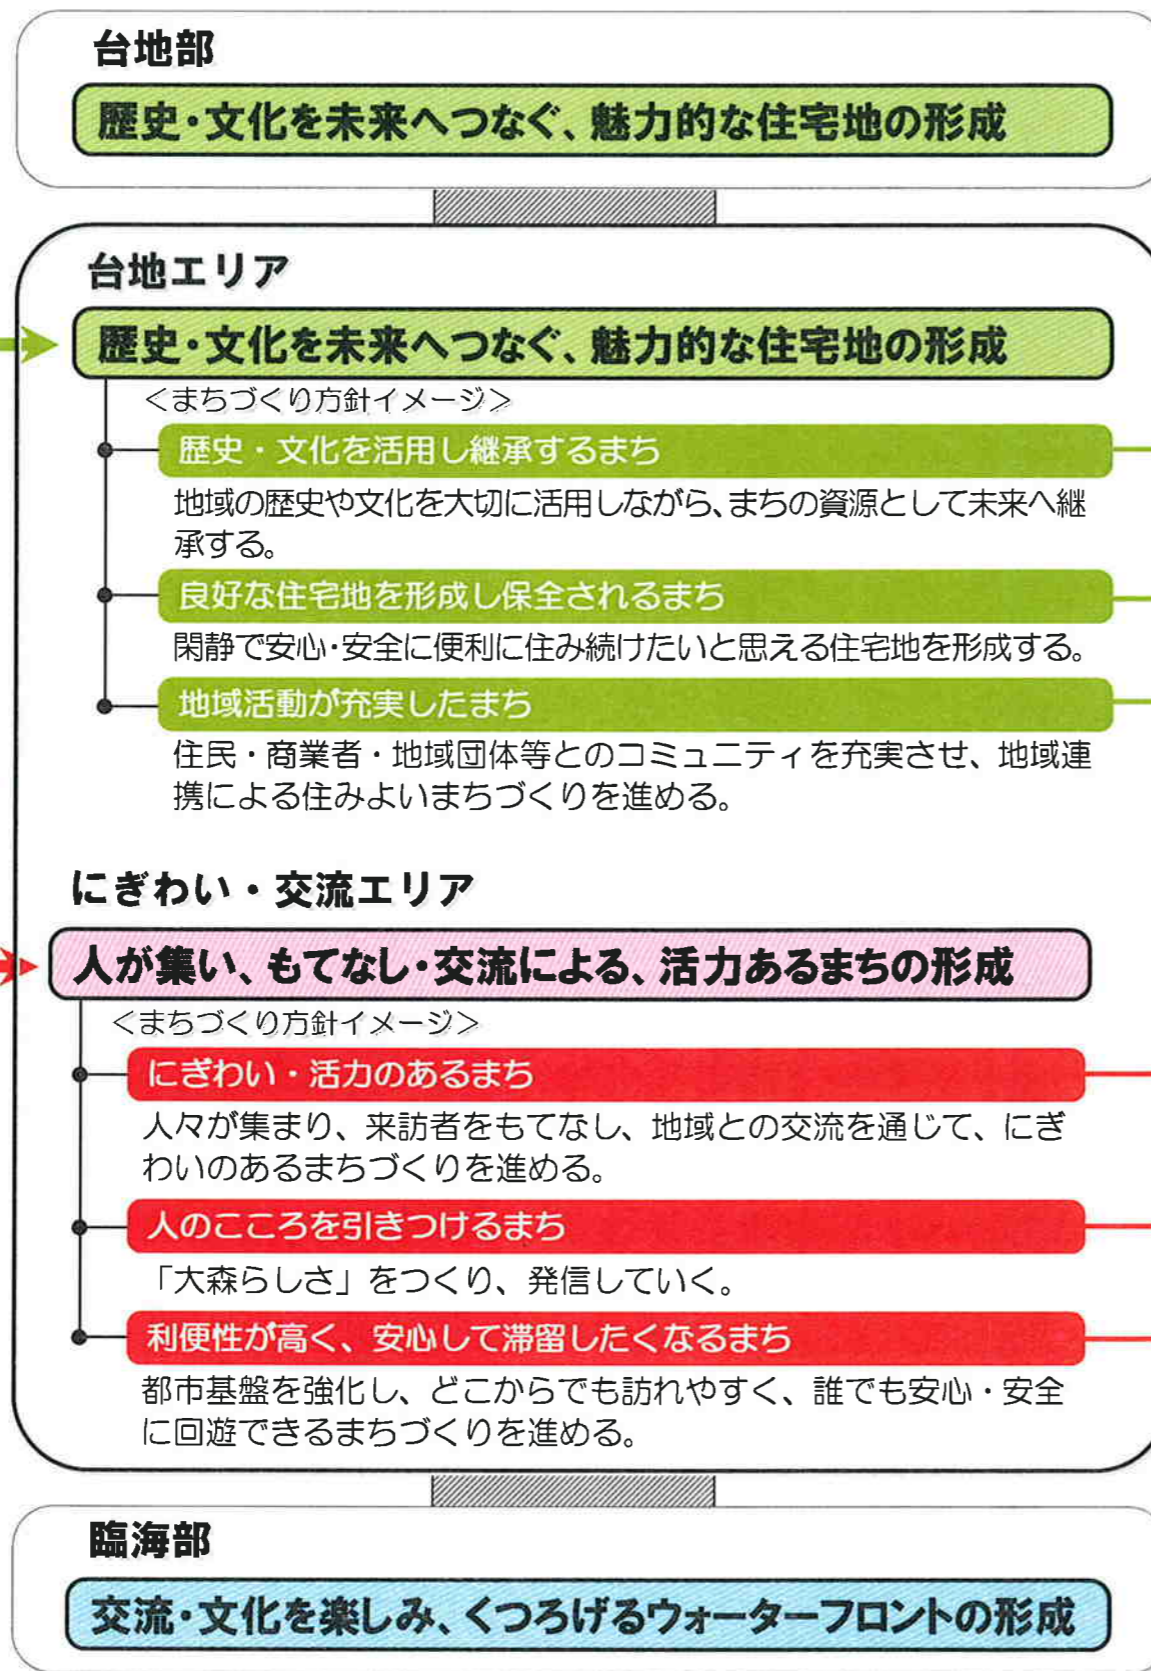 台地部
歴史・文化を未来へつなぐ、魅力的な住宅地の形成
台地エリア
歴史・文化を未来へつなぐ、魅力的な住宅地の形成
＜まちづくり方針イメージ＞
歴史・文化を活用し継承するまち
地域の歴史や文化を大切に活用しながら、まちの資源として未来へ継
承する。
良好な住宅地を形成し保全されるまち
閑静で安心・安全に便利に住み続けたいと思える住宅地を形成する。
地域活動が充実したまち
住民・商業者・地域団体等とのコミュニティを充実させ、地域連
携による住みよいまちづくりを進める。
にぎわい・交流エリア
人が集い、もてなし・交流による、活力あるまちの形成
＜まちづくり方針イメージ＞
にぎわい・活力のあるまち
人々が集まり、来訪者をもてなし、地域との交流を通じて、にぎ
わいのあるまちづくりを進める。
人のこころを引きつけるまち
「大森らしさ」をつくり、発信していく。
利便性が高く、安心して滞留したくなるまち
都市基盤を強化し、どこからでも訪れやすく、誰でも安心・安全
に回遊できるまちづくりを進める。
臨海部
交流・文化を楽しみ、くつろげるウォーターフロントの形成